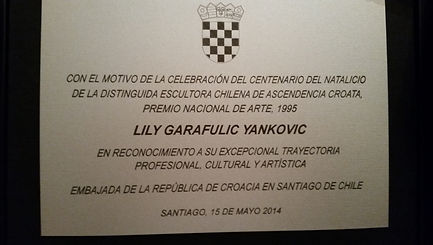 CON EL MOTIVO DE LA CELEBRACIÓN DEL CENTENARIO DEL NATALICIO
DE LA DISTINGUIDA ESCULTORA CHILENA DE ASCENDENCIA CROATA,
PREMIO NACIONAL DE ARTE, 1995
LILY GARAFULIC YANKOVIC
EN RECONOCIMIENTO A SU EXCEPCIONAL TRAYECTORIA
PROFESIONAL, CULTURAL Y ARTÍSTICA
EMBAJADA DE LA REPÚBLICA DE CROACIA EN SANTIAGO DE CHILE
SANTIAGO, 15 DE MAYO 2014